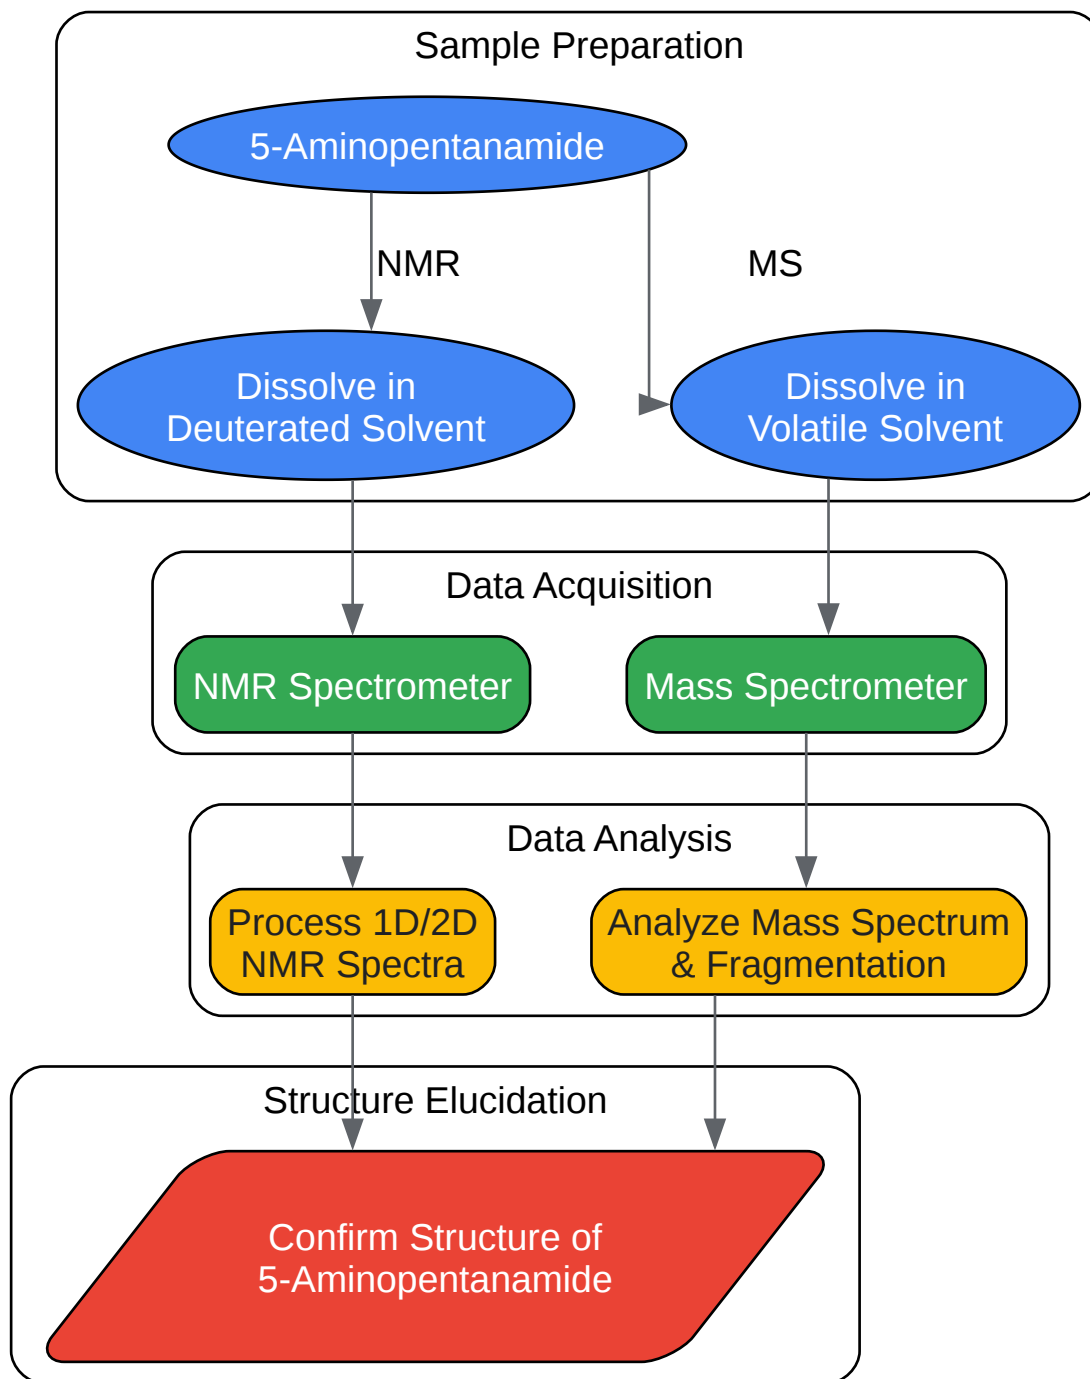 Sample Preparation
5-Aminopentanamide
NMR
MS
Dissolve in
Deuterated Solvent
Dissolve in
Volatile Solvent
Data Acquisition
NMR Spectrometer
Mass Spectrometer
Data Analysis
Process 1D/2D
NMR Spectra
Analyze Mass Spectrum
& Fragmentation
Structure Elucidation
Confirm Structure of
5-Aminopentanamide